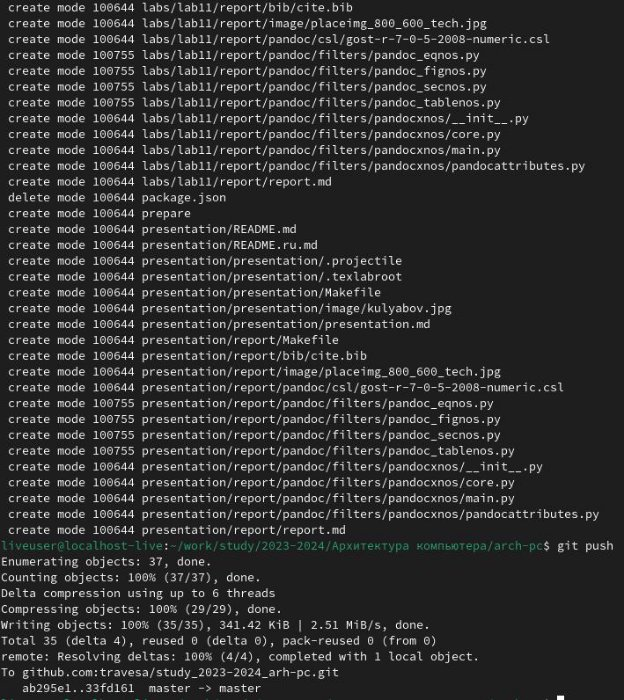 create mode 100644 labs/lab11/report/bib/cite.bib
create mode 100644 labs/lab11/report/image/placeimg_800_600_tech.jpg
create mode 100644 labs/lab11/report/pandoc/csl/gost-r-7-0-5-2008-numeric.csl
create mode 100755 labs/lab11/report/pandoc/filters/pandoc_eqnos.py
create mode 100755 labs/lab11/report/pandoc/filters/pandoc_fignos.py
create mode 100755 labs/lab11/report/pandoc/filters/pandoc_secnos.py
create mode 100755 labs/lab11/report/pandoc/filters/pandoc_tablenos.py
create mode 100644 labs/lab11/report/pandoc/filters/pandocxnos/__init__.py
create mode 100644 labs/lab11/report/pandoc/filters/pandocxnos/core.py
create mode 100644 labs/lab11/report/pandoc/filters/pandocxnos/main.py
create mode 100644 labs/lab11/report/pandoc/filters/pandocxnos/pandocattributes.py
create mode 100644 labs/lab11/report/report.md
delete mode 100644 package.json
create mode 100644 prepare
create mode 100644 presentation/README.md
create mode 100644 presentation/README.ru.md
create mode 100644 presentation/presentation/.projectile
create mode 100644 presentation/presentation/.texlabroot
create mode 100644 presentation/presentation/Makefile
create mode 100644 presentation/presentation/image/kulyabov.jpg
create mode 100644 presentation/presentation/presentation.md
create mode 100644 presentation/report/Makefile
create mode 100644 presentation/report/bib/cite.bib
create mode 100644 presentation/report/image/placeimg_800_600_tech.jpg
create mode 100644 presentation/report/pandoc/csl/gost-r-7-0-5-2008-numeric.csl
create mode 100755 presentation/report/pandoc/filters/pandoc_eqnos.py
create mode 100755 presentation/report/pandoc/filters/pandoc_fignos.py
create mode 100755 presentation/report/pandoc/filters/pandoc_secnos.py
create mode 100755 presentation/report/pandoc/filters/pandoc_tablenos.py
create mode 100644 presentation/report/pandoc/filters/pandocxnos/__init__.py
create mode 100644 presentation/report/pandoc/filters/pandocxnos/core.py
create mode 100644 presentation/report/pandoc/filters/pandocxnos/main.py
create mode 100644 presentation/report/pandoc/filters/pandocxnos/pandocattributes.py
create mode 100644 presentation/report/report.md
liveuser@localhost-live:~/work/study/2023-2024/Архитектура компьютера/arch-pc$ git push
Enumerating objects: 37, done.
Counting objects: 100% (37/37), done.
Delta compression using up to 6 threads
Compressing objects: 100% (29/29), done.
Writing objects: 100% (35/35), 341.42 KiB | 2.51 MiB/s, done.
Total 35 (delta 4), reused 0 (delta 0), pack-reused 0 (from 0)
remote: Resolving deltas: 100% (4/4), completed with 1 local object.
To github.com:travesa/study_2023-2024_arh-pc.git
ab295e1..33fd161 master -> master